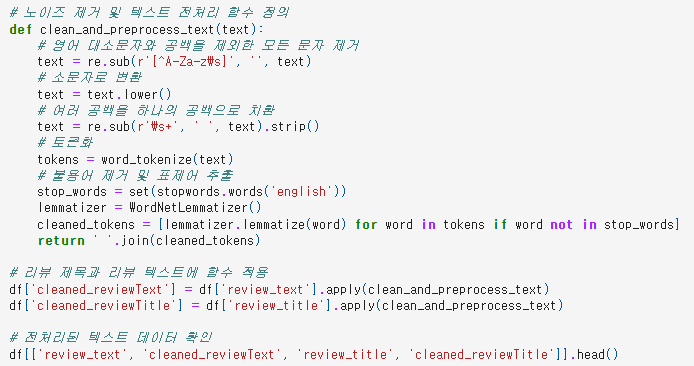 # 노이즈 제거 및 텍스트 전처리 함수 정의
def clean_and_preprocess_text(text):
    # 영어 대소문자와 공백을 제외한 모든 문자 제거
    text = re.sub(r'[^A-Za-z₩s]', '', text)
    # 소문자로 변환
    text = text.lower()
    # 여러 공백을 하나의 공백으로 치환
    text = re.sub(r'₩s+', ' ', text).strip()
    # 토큰화
    tokens = word_tokenize(text)
    # 불용어 제거 및 표제어 추출
    stop_words = set(stopwords.words('english'))
    lemmatizer = WordNetLemmatizer()
    cleaned_tokens = [lemmatizer.lemmatize(word) for word in tokens if word not in stop_words]
    return ' '.join(cleaned_tokens)
# 리뷰 제목과 리뷰 텍스트에 함수 적용
df['cleaned_reviewText'] = df['review_text'].apply(clean_and_preprocess_text)
df['cleaned_reviewTitle'] = df['review_title'].apply(clean_and_preprocess_text)
# 전처리된 텍스트 데이터 확인
df[['review_text', 'cleaned_reviewText', 'review_title', 'cleaned_reviewTitle']].head()